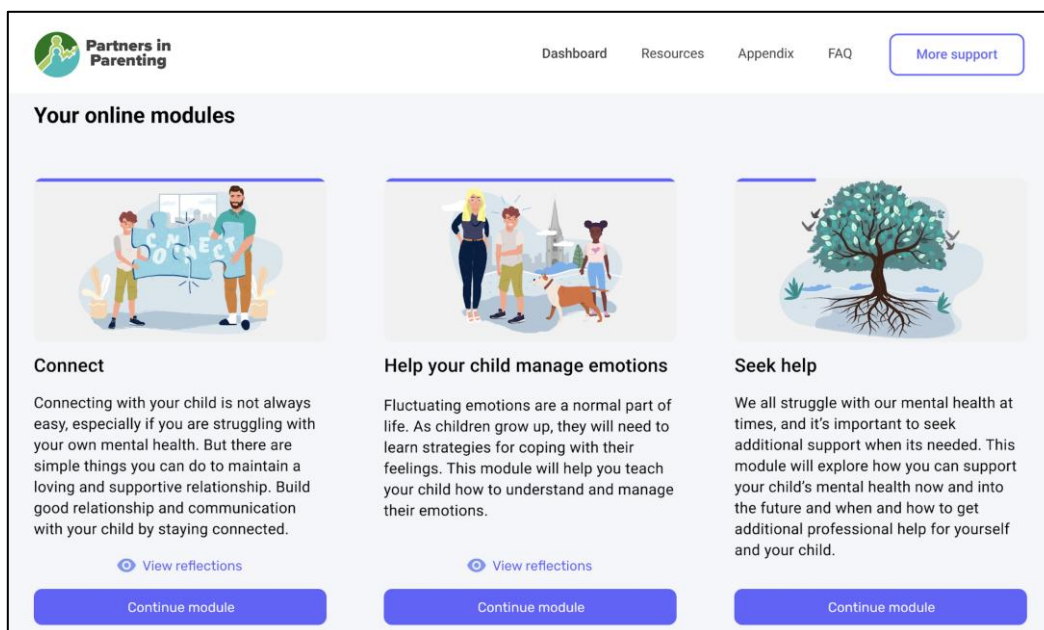 Partners in
Parenting
Dashboard
Resources
Appendix
FAQ
More support
Your online modules
CONNECT
Connect
Connecting with your child is not always
easy, especially if you are struggling with
your own mental health. But there are
simple things you can do to maintain a
loving and supportive relationship. Build
good relationship and communication
with your child by staying connected.
View reflections
Continue module
Help your child manage emotions
Fluctuating emotions are a normal part of
life. As children grow up, they will need to
learn strategies for coping with their
feelings. This module will help you teach
your child how to understand and manage
their emotions.
View reflections
Continue module
Seek help
We all struggle with our mental health at
times, and it’s important to seek
additional support when its needed. This
module will explore how you can support
your child’s mental health now and into
the future and when and how to get
additional professional help for yourself
and your child.
Continue module